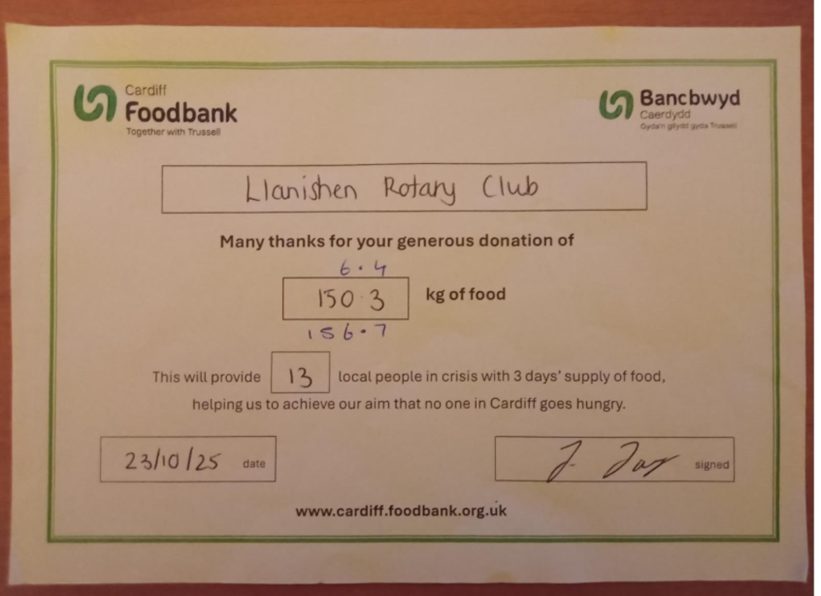 Cardiff
Foodbank
Together with Trussell
Bancbwyd
Caerdydd
Gyda'n gilydd gyda Trussell
Llanishen Rotary Club
Many thanks for your generous donation of
6.4
150.3 kg of food
156.7
This will provide 13 local people in crisis with 3 days' supply of food,
helping us to achieve our aim that no one in Cardiff goes hungry.
23/10/25 date
signed
www.cardiff.foodbank.org.uk